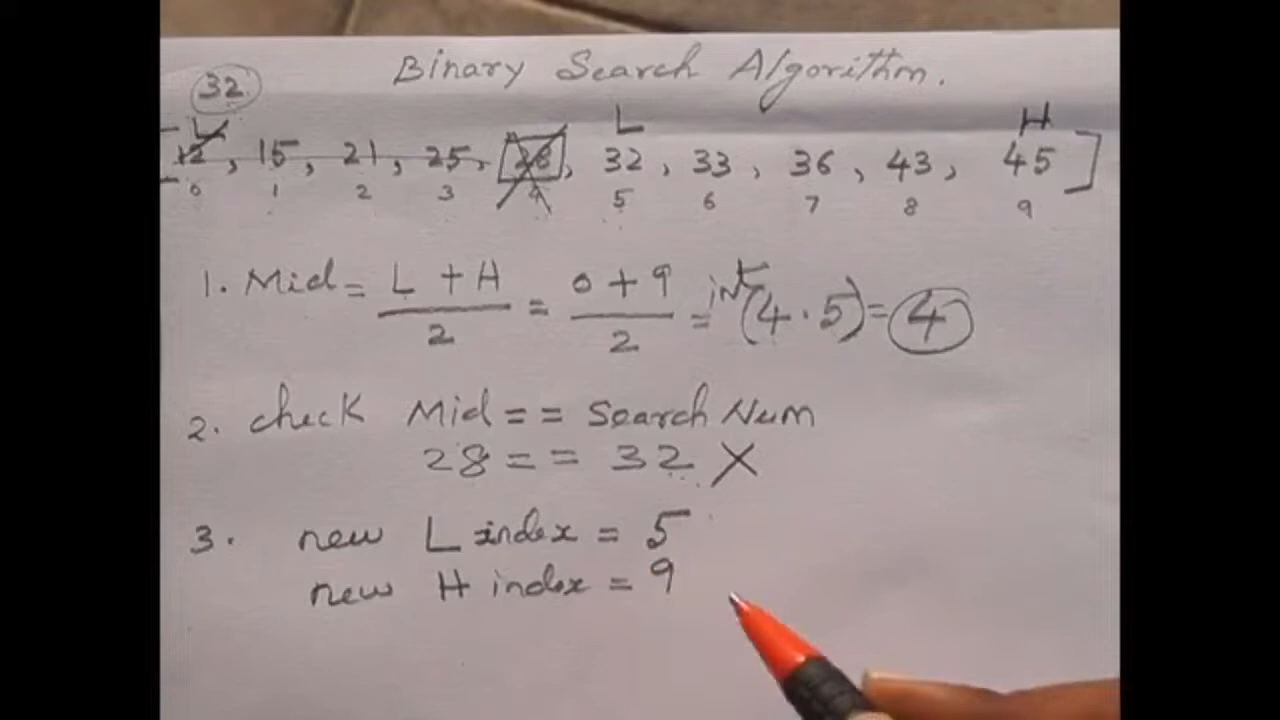 Binary Search Algorithm.
32
L L H
[12, 15, 21, 25, 28, 32, 33, 36, 43, 45]
0 1 2 3 4 5 6 7 8 9
1. Mid = L + H / 2 = 0 + 9 / 2 = int(4.5) = 4
2. check Mid == Search Num
28 == 32 X
3. new L index = 5
new H index = 9